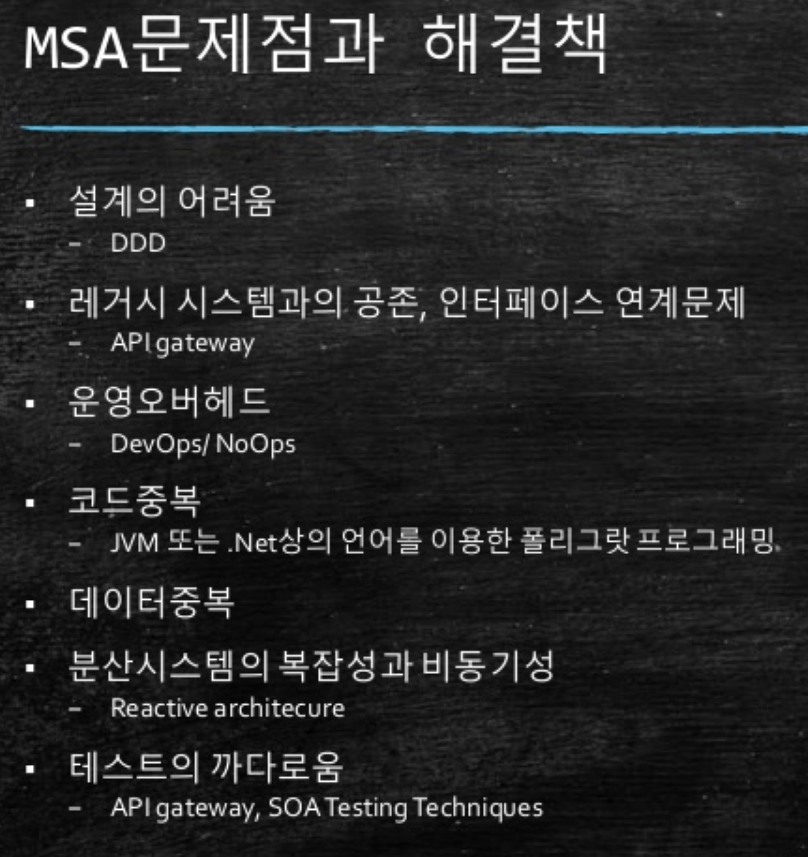 MSA문제점과 해결책
▪ 설계의 어려움
– DDD
▪ 레거시 시스템과의 공존, 인터페이스 연계문제
– API gateway
▪ 운영오버헤드
– DevOps/ NoOps
▪ 코드중복
– JVM 또는 .Net상의 언어를 이용한 폴리그랏 프로그래밍.
▪ 데이터중복
▪ 분산시스템의 복잡성과 비동기성
– Reactive architecure
▪ 테스트의 까다로움
– API gateway, SOA Testing Techniques